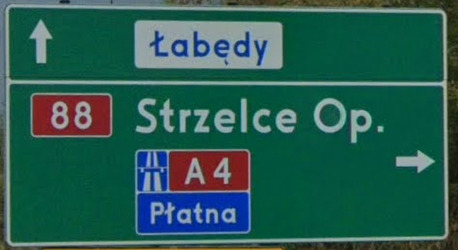 Łabędy
88 Strzelce Op.
A4
Płatna